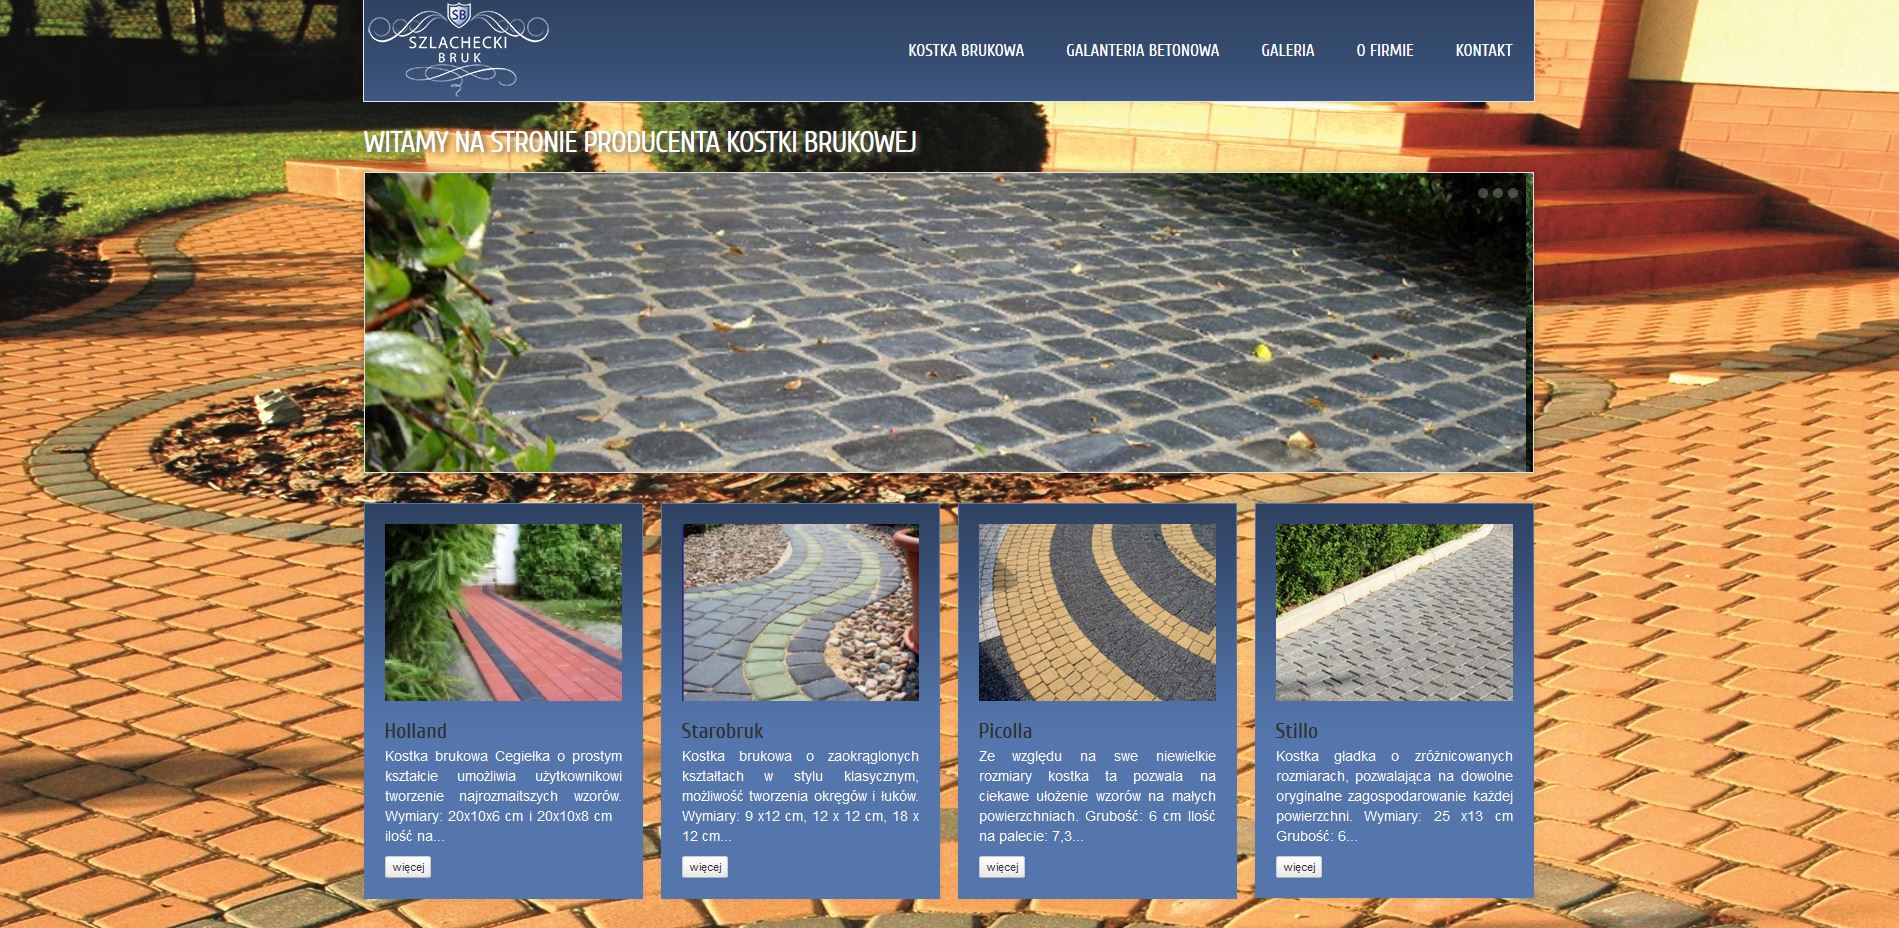 SB
SZLACHECKI
BRUK
KOSTKA BRUKOWA GALANTERIA BETONOWA GALERIA O FIRMIE KONTAKT
WITAMY NA STRONIE PRODUCENTA KOSTKI BRUKOWEJ
Holland
Kostka brukowa Cegiełka o prostym
kształcie umożliwia użytkownikowi
tworzenie najrozmaitszych wzorów.
Wymiary: 20x10x6 cm i 20x10x8 cm
ilość na...
więcej
Starobruk
Kostka brukowa o zaokrąglonych
kształtach w stylu klasycznym,
możliwość tworzenia okręgów i łuków.
Wymiary: 9 x12 cm, 12 x 12 cm, 18 x
12 cm...
więcej
Picolla
Ze względu na swe niewielkie
rozmiary kostka ta pozwala na
ciekawe ułożenie wzorów na małych
powierzchniach. Grubość: 6 cm Ilość
na palecie: 7,3...
więcej
Stillo
Kostka gładka o zróżnicowanych
rozmiarach, pozwalająca na dowolne
oryginalne zagospodarowanie każdej
powierzchni. Wymiary: 25 x13 cm
Grubość: 6...
więcej